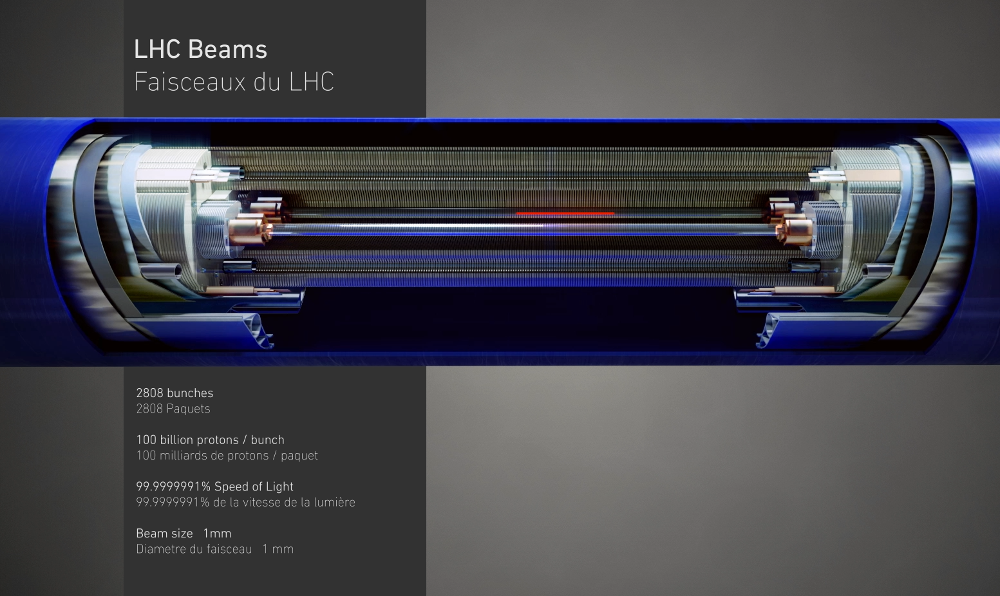 LHC Beams
Faisceaux du LHC
2808 bunches
2808 Paquets
100 billion protons / bunch
100 milliards de protons / paquet
99.9999991% Speed of Light
99.9999991% de la vitesse de la lumière
Beam size 1mm
Diametre du faisceau 1 mm